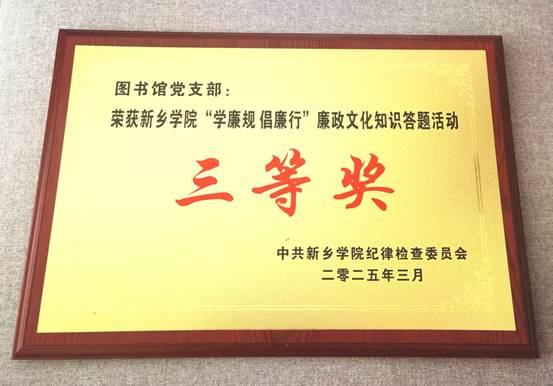 图书馆党支部：
荣获新乡学院“学廉规 倡廉行”廉政文化知识答题活动
三等奖
中共新乡学院纪律检查委员会
二零二五年三月